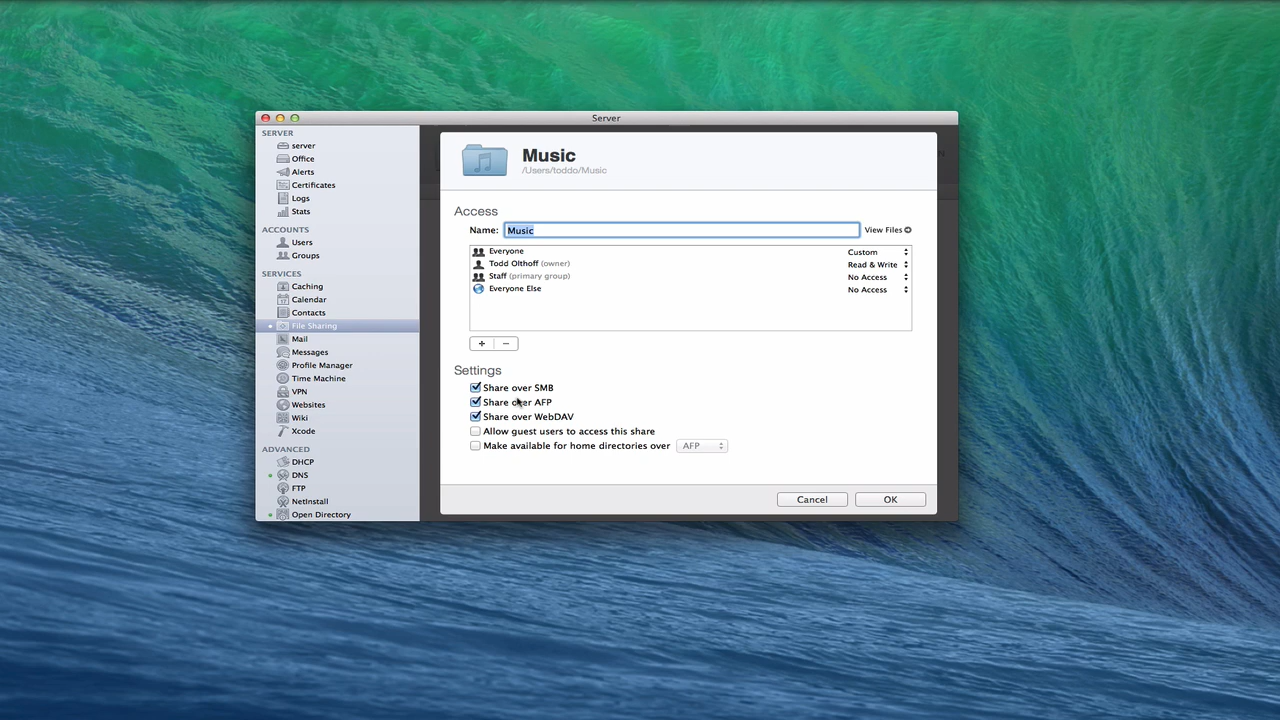 Server
SERVER
server
Office
Alerts
Certificates
Logs
Stats
ACCOUNTS
Users
Groups
SERVICES
Caching
Calendar
Contacts
File Sharing
Mail
Messages
Profile Manager
Time Machine
VPN
Websites
Wiki
Xcode
ADVANCED
DHCP
DNS
FTP
NetInstall
Open Directory
Music
/Users/toddo/Music
Access
Name: Music View Files
Everyone Custom
Todd Olthoff (owner) Read & Write
Staff (primary group) No Access
Everyone Else No Access
Settings
Share over SMB
Share over AFP
Share over WebDAV
Allow guest users to access this share
Make available for home directories over AFP
Cancel OK